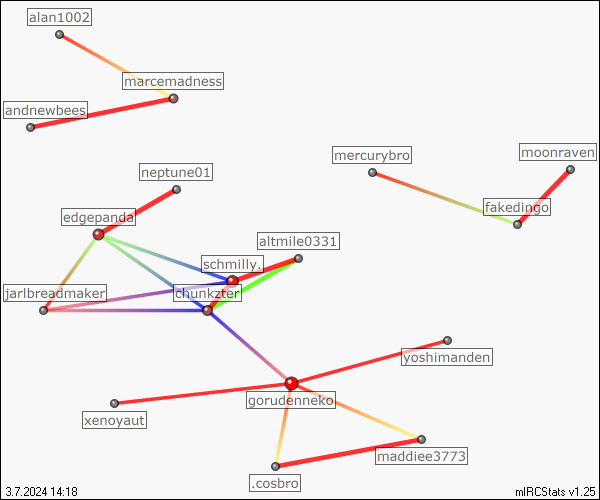 alan1002
marcemadness
andnewbees
mercurybro
moonraven
neptune01
fakedingo
edgepanda
altmile0331
schmilly.
jarlbreadmaker
chunkzter
yoshimanden
gorudenneko
xenoyaut
maddiee3773
.cosbro
3.7.2024 14:18
mIRCStats v1.25